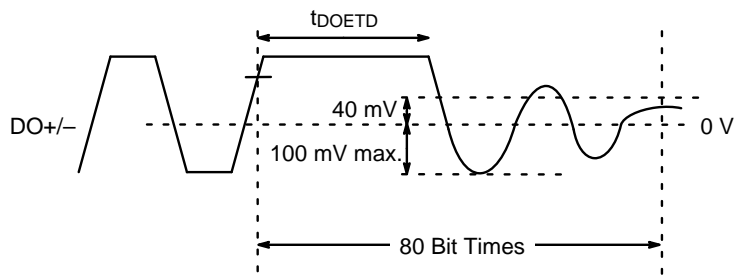 tDOETD
40 mV
DO+/–
0 V
100 mV max.
80 Bit Times